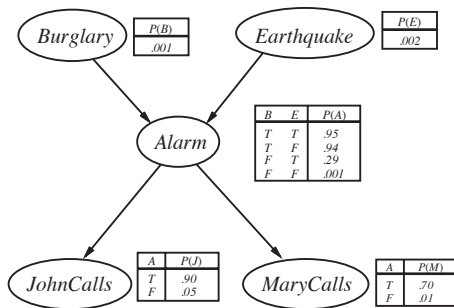 Burglary
P(B)
.001
Earthquake
P(E)
.002
Alarm
B E P(A)
T T .95
T F .94
F T .29
F F .001
JohnCalls
A P(J)
T .90
F .05
MaryCalls
A P(M)
T .70
F .01